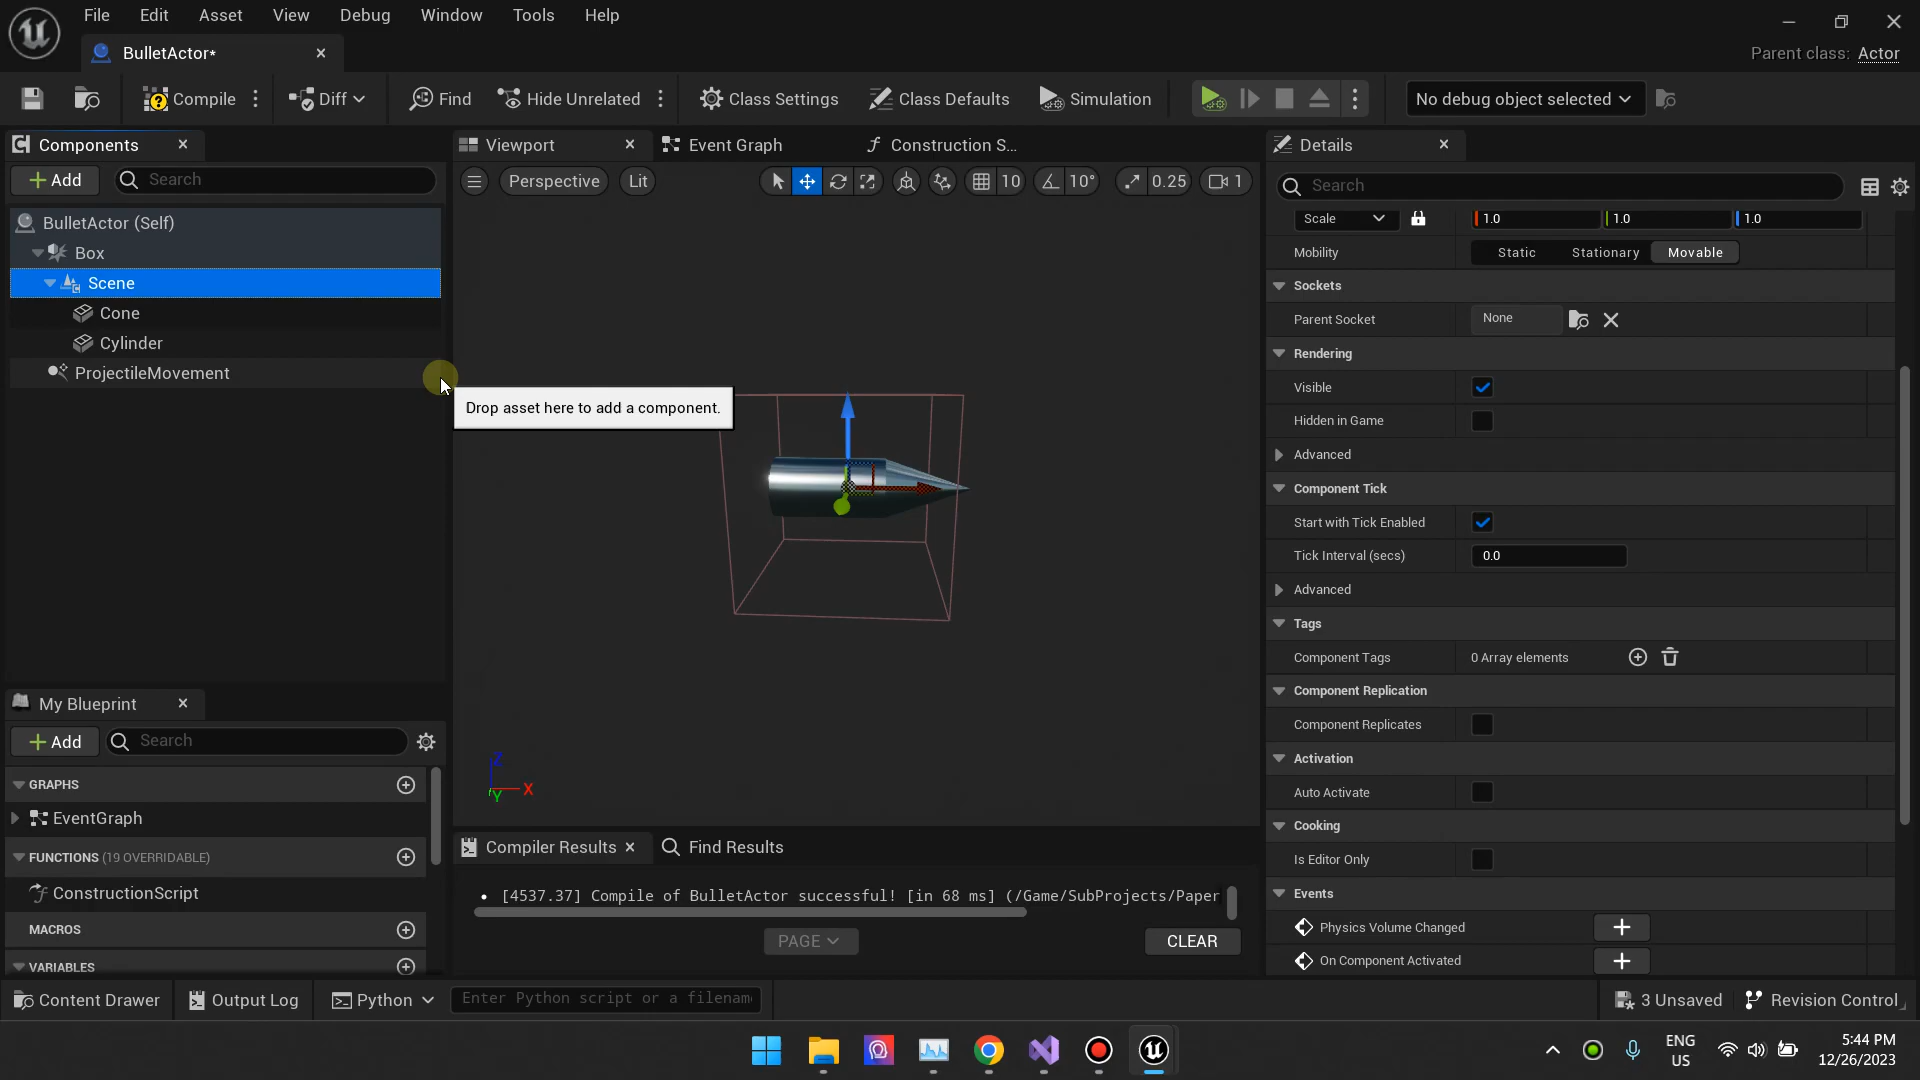 File Edit Asset View Debug Window Tools Help
BulletActor*
Parent class: Actor
Compile Diff Find Hide Unrelated Class Settings Class Defaults Simulation No debug object selected
Components
Add Search
BulletActor (Self)
Box
Scene
Cone
Cylinder
ProjectileMovement
Drop asset here to add a component.
My Blueprint
Add Search
GRAPHS
EventGraph
FUNCTIONS (19 OVERRIDABLE)
ConstructionScript
MACROS
VARIABLES
Viewport Event Graph Construction S...
Perspective Lit 10 10° 0.25 1
Z
X
Y
Compiler Results Find Results
[4537.37] Compile of BulletActor successful! [in 68 ms] (/Game/SubProjects/Paper
PAGE CLEAR
Details
Search
Scale 1.0 1.0 1.0
Mobility Static Stationary Movable
Sockets
Parent Socket None
Rendering
Visible
Hidden in Game
Advanced
Component Tick
Start with Tick Enabled
Tick Interval (secs) 0.0
Advanced
Tags
Component Tags 0 Array elements
Component Replication
Component Replicates
Activation
Auto Activate
Cooking
Is Editor Only
Events
Physics Volume Changed
On Component Activated
Content Drawer Output Log Python Enter Python script or a filenam 3 Unsaved Revision Control
ENG
US
5:44 PM
12/26/2023